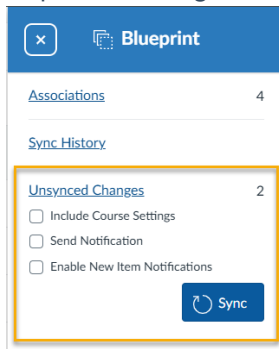 Blueprint
Associations 4
Sync History
Unsynced Changes 2
Include Course Settings
Send Notification
Enable New Item Notifications
Sync